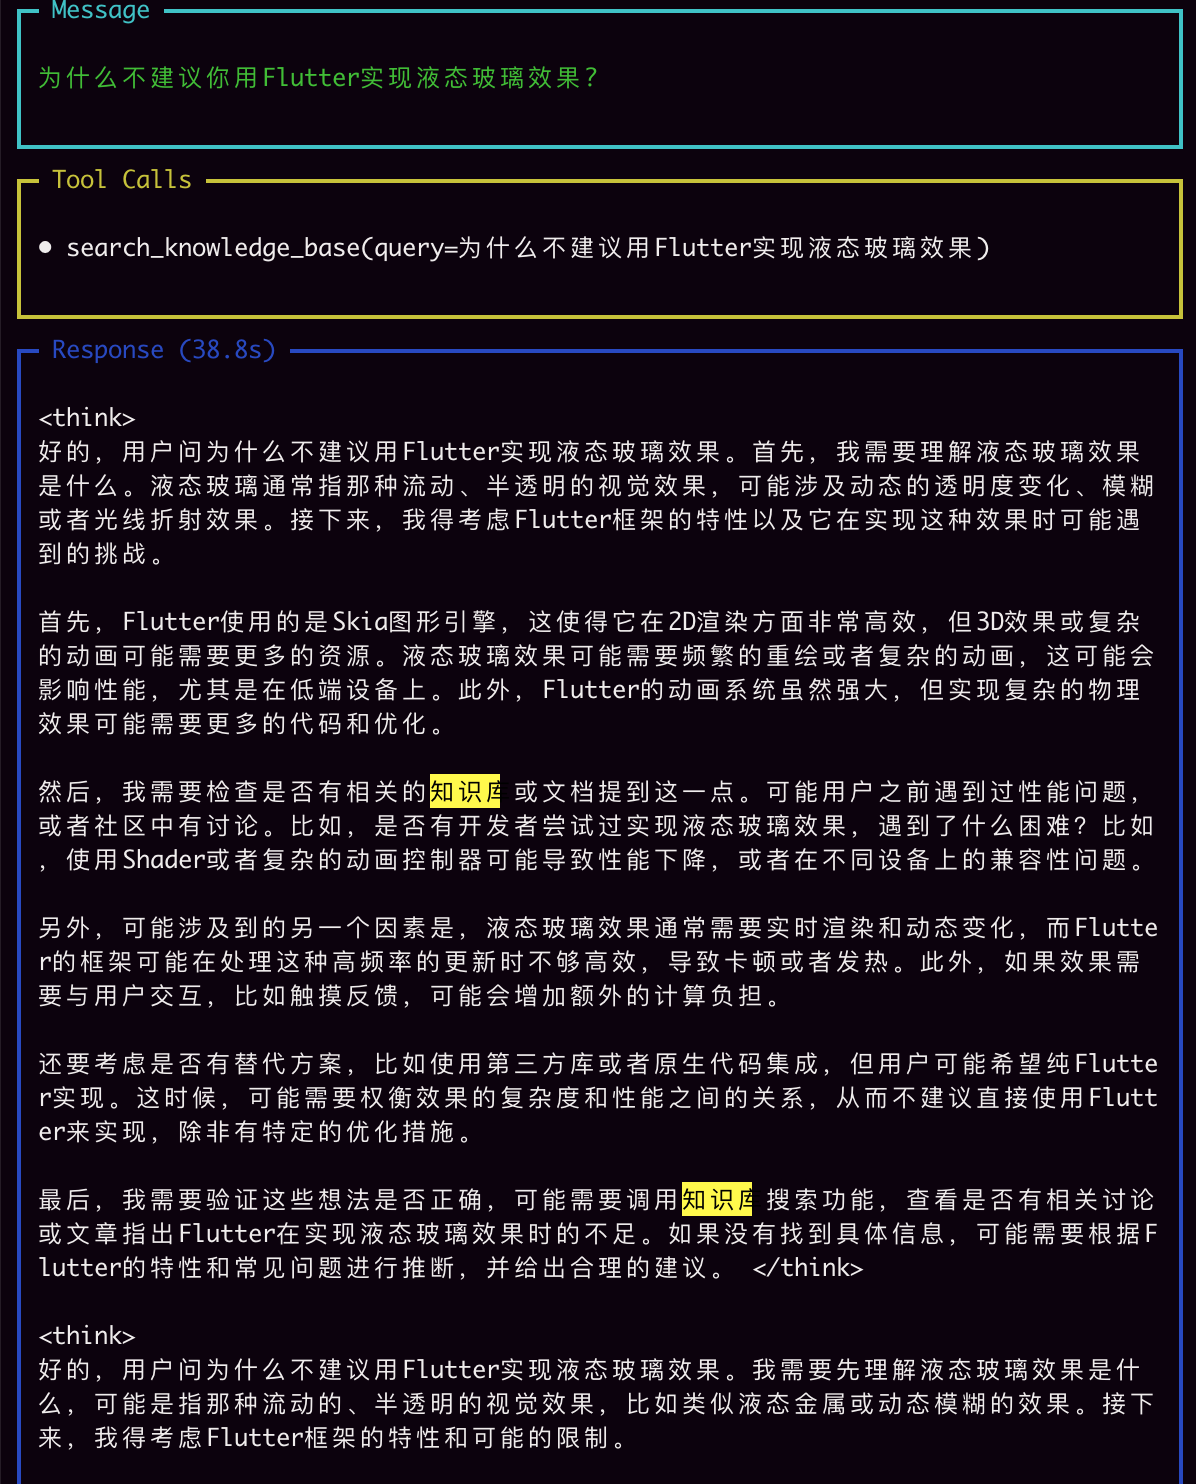 Message
为什么不建议你用Flutter实现液态玻璃效果？
Tool Calls
• search_knowledge_base(query=为什么不建议用Flutter实现液态玻璃效果)
Response (38.8s)
<think>
好的，用户问为什么不建议用Flutter实现液态玻璃效果。首先，我需要理解液态玻璃效果
是什么。液态玻璃通常指那种流动、半透明的视觉效果，可能涉及动态的透明度变化、模糊
或者光线折射效果。接下来，我得考虑Flutter框架的特性以及它在实现这种效果时可能遇
到的挑战。
首先，Flutter使用的是Skia图形引擎，这使得它在2D渲染方面非常高效，但3D效果或复杂
的动画可能需要更多的资源。液态玻璃效果可能需要频繁的重绘或者复杂的动画，这可能会
影响性能，尤其是在低端设备上。此外，Flutter的动画系统虽然强大，但实现复杂的物理
效果可能需要更多的代码和优化。
然后，我需要检查是否有相关的知识库 或文档提到这一点。可能用户之前遇到过性能问题，
或者社区中有讨论。比如，是否有开发者尝试过实现液态玻璃效果，遇到了什么困难？比如
，使用Shader或者复杂的动画控制器可能导致性能下降，或者在不同设备上的兼容性问题。
另外，可能涉及到的另一个因素是，液态玻璃效果通常需要实时渲染和动态变化，而Flutte
r的框架可能在处理这种高频率的更新时不够高效，导致卡顿或者发热。此外，如果效果需
要与用户交互，比如触摸反馈，可能会增加额外的计算负担。
还要考虑是否有替代方案，比如使用第三方库或者原生代码集成，但用户可能希望纯Flutte
r实现。这时候，可能需要权衡效果的复杂度和性能之间的关系，从而不建议直接使用Flutt
er来实现，除非有特定的优化措施。
最后，我需要验证这些想法是否正确，可能需要调用知识库 搜索功能，查看是否有相关讨论
或文章指出Flutter在实现液态玻璃效果时的不足。如果没有找到具体信息，可能需要根据F
lutter的特性和常见问题进行推断，并给出合理的建议。 </think>
<think>
好的，用户问为什么不建议用Flutter实现液态玻璃效果。我需要先理解液态玻璃效果是什
么，可能是指那种流动的、半透明的视觉效果，比如类似液态金属或动态模糊的效果。接下
来，我得考虑Flutter框架的特性和可能的限制。